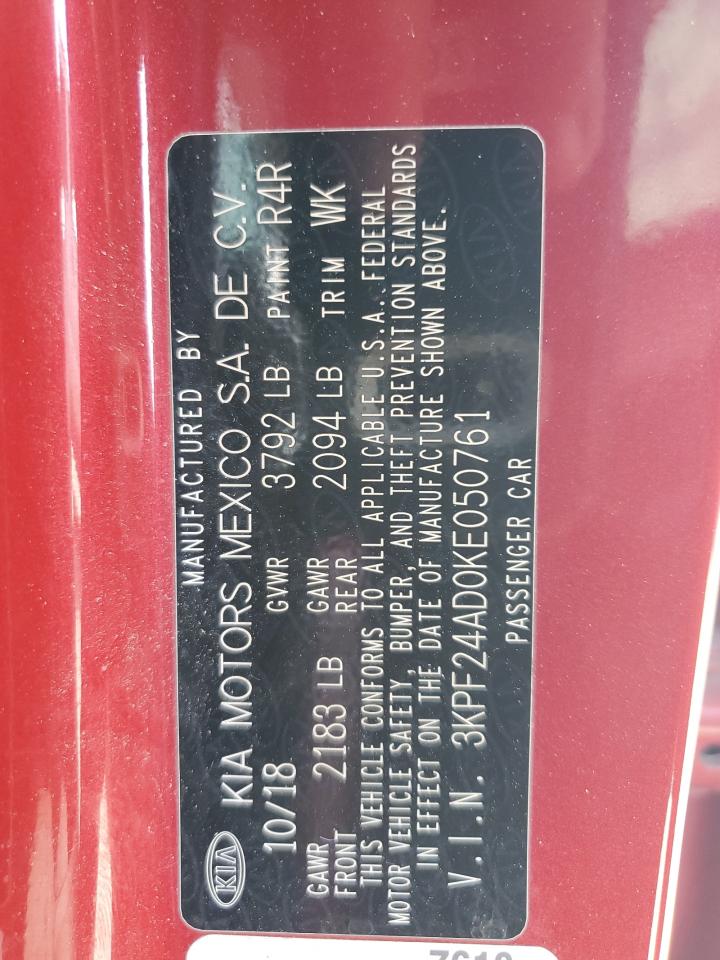 KIA
MANUFACTURED BY
KIA MOTORS MEXICO S.A. DE C.V.
10/18 GVWR 3792 LB PAINT R4R
GAWR FRONT 2183 LB GAWR REAR 2094 LB TRIM WK
THIS VEHICLE CONFORMS TO ALL APPLICABLE U.S.A. FEDERAL
MOTOR VEHICLE SAFETY, BUMPER, AND THEFT PREVENTION STANDARDS
IN EFFECT ON THE DATE OF MANUFACTURE SHOWN ABOVE.
V.I.N. 3KPF24AD0KE050761
PASSENGER CAR